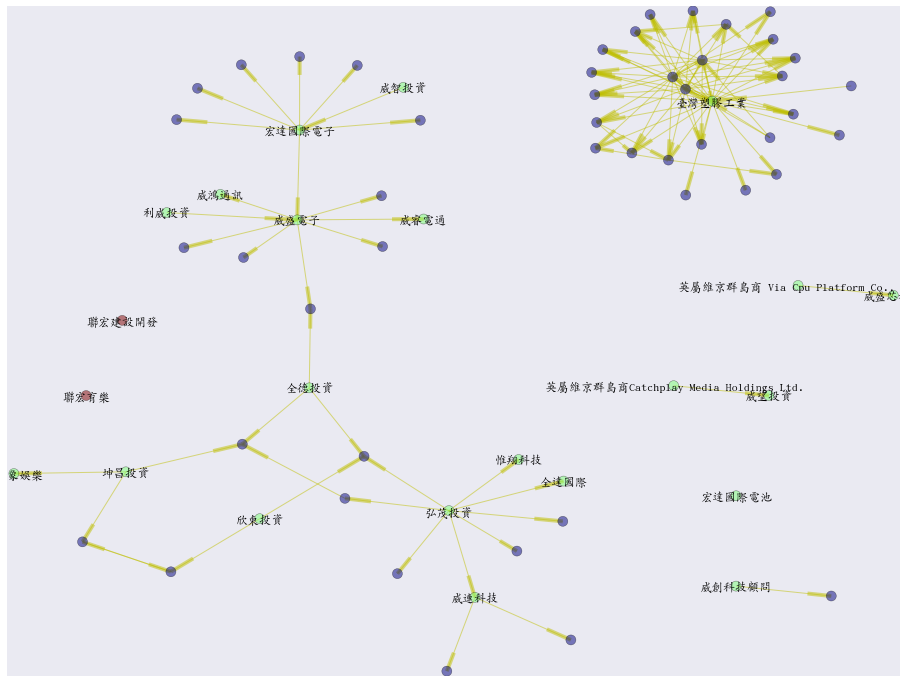 威智投資
臺灣塑膠工業
宏達國際電子
威鴻通訊
利威投資
威盛電子
威睿電通
英屬維京群島商 Via Cpu Platform Co.,
威盛
聯宏建設開發
全德投資
英屬維京群島商Catchplay Media Holdings Ltd.
威望投資
聯宏有樂
惟翔科技
娛樂
坤昌投資
全達國際
宏達國際電池
弘茂投資
欣東投資
威創科技顧問
威連科技